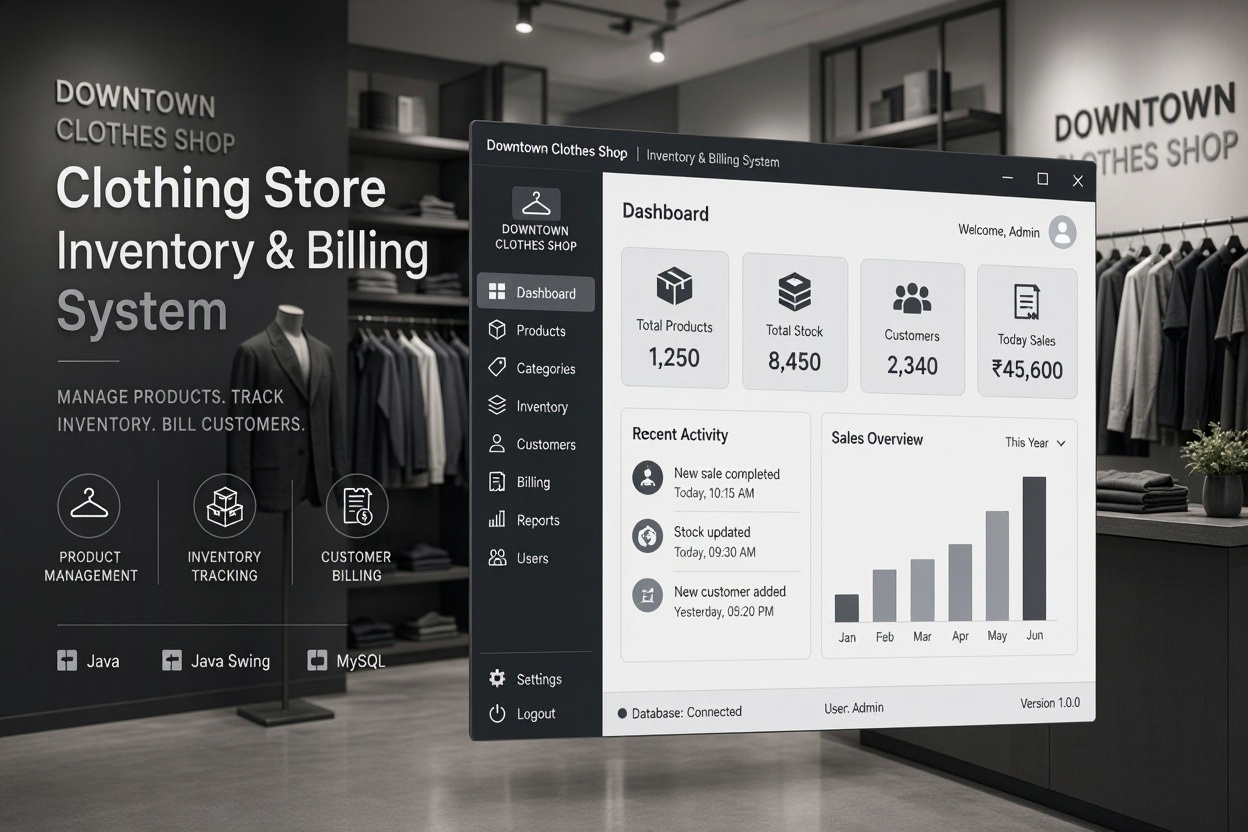 DOWNTOWN
CLOTHES SHOP
Clothing Store
Inventory & Billing
System
MANAGE PRODUCTS. TRACK
INVENTORY. BILL CUSTOMERS.
PRODUCT
MANAGEMENT
INVENTORY
TRACKING
CUSTOMER
BILLING
Java
Java Swing
MySQL
Downtown Clothes Shop | Inventory & Billing System
DOWNTOWN
CLOTHES SHOP
Dashboard
Products
Categories
Inventory
Customers
Billing
Reports
Users
Settings
Logout
Dashboard
Welcome, Admin
Total Products
1,250
Total Stock
8,450
Customers
2,340
Today Sales
₹45,600
Recent Activity
New sale completed
Today, 10:15 AM
Stock updated
Today, 09:30 AM
New customer added
Yesterday, 05:20 PM
Sales Overview
This Year
Jan Feb Mar Apr May Jun
Database: Connected
User. Admin
Version 1.0.0
DOWNTOWN
CLOTHES SHOP